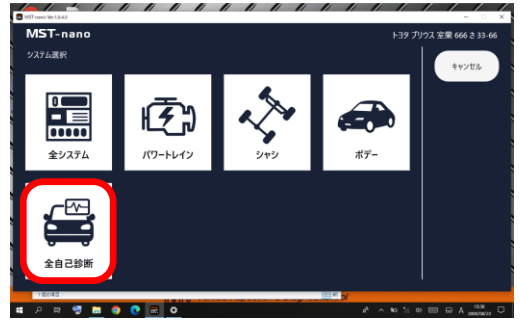 MST-nano Ver.1.8.4.0
MST-nano
トヨタ プリウス 室蘭 666 さ 33-66
システム選択
キャンセル
全システム
パワートレイン
シャシ
ボデー
全自己診断
A
13:38